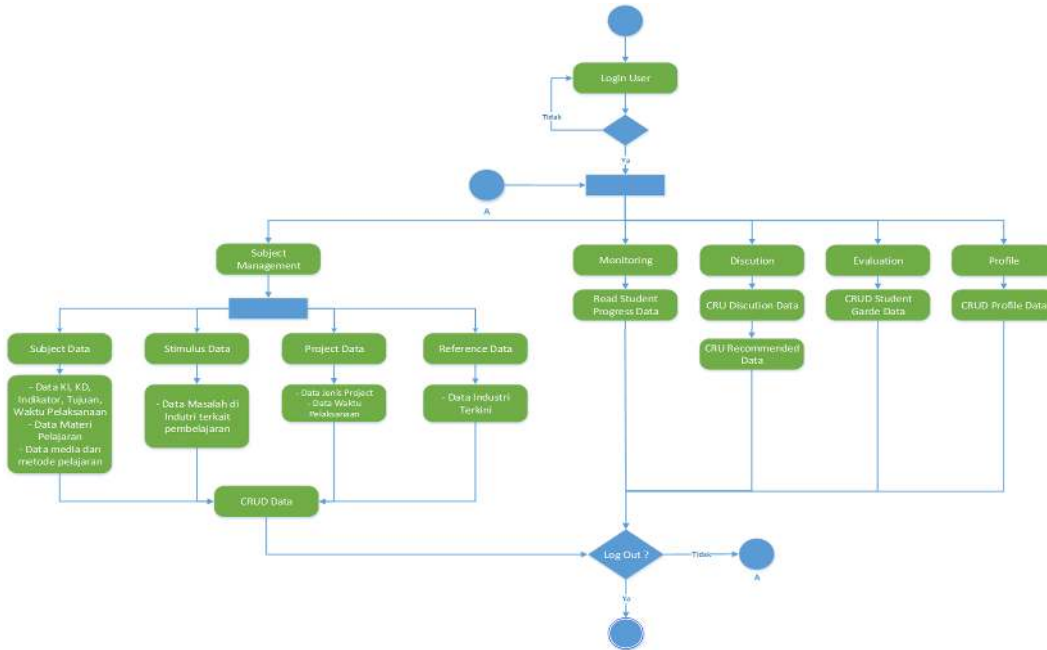 Login User
Tidak
Ya
A
Subject
Management
Monitoring
Discution
Evaluation
Profile
Read Student
Progress Data
CRU Discution Data
CRUD Student
Garde Data
CRUD Profile Data
CRU Recommended
Data
Subject Data
Stimulus Data
Project Data
Reference Data
- Data KI, KD,
Indikator, Tujuan,
Waktu Pelaksanaan
- Data Materi
Pelajaran
- Data media dan
metode pelajaran
- Data Masalah di
Indutri terkait
pembelajaran
- Data Jenis Project
- Data Waktu
Pelaksanaan
- Data Industri
Terkini
CRUD Data
Log Out ?
Tidak
A
Ya